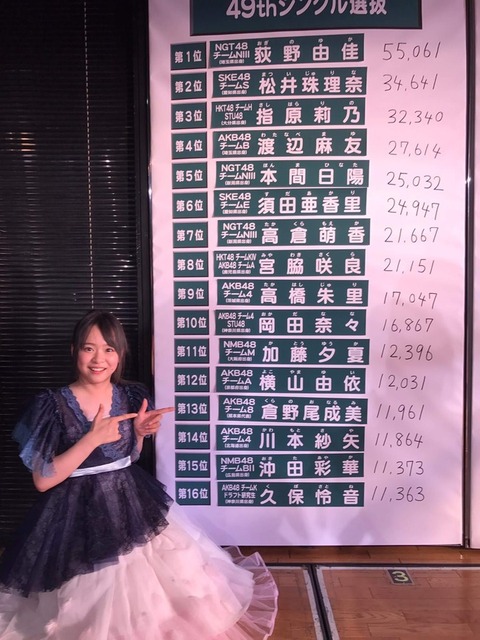 49thシングル選抜
第1位 NGT48 チームNIII 荻野由佳 55,061
第2位 SKE48 チームS 松井珠理奈 34,641
第3位 HKT48 チームH STU48 指原莉乃 32,340
第4位 AKB48 チームB 渡辺麻友 27,614
第5位 NGT48 チームNIII 本間日陽 25,032
第6位 SKE48 チームE 須田亜香里 24,947
第7位 NGT48 チームNIII 高倉萌香 21,667
第8位 HKT48 チームKIV AKB48 チームA 宮脇咲良 21,151
第9位 AKB48 チーム4 高橋朱里 17,047
第10位 AKB48 チーム4 STU48 岡田奈々 16,867
第11位 NMB48 チームM 加藤夕夏 12,396
第12位 AKB48 チームA 横山由依 12,031
第13位 AKB48 チーム8 倉野尾成美 11,961
第14位 AKB48 チーム4 川本紗矢 11,864
第15位 NMB48 チームBII 沖田彩華 11,373
第16位 AKB48 チームK ドラフト研究生 久保怜音 11,363
3